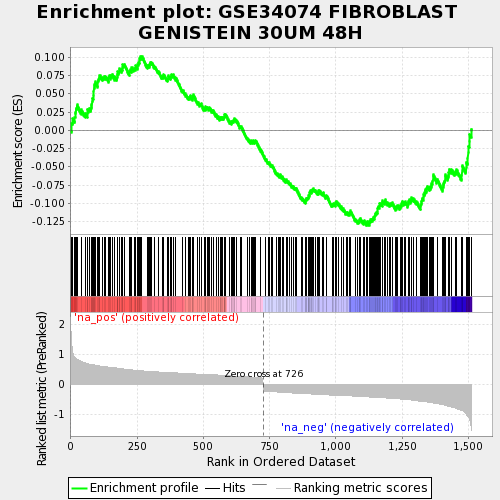 Enrichment plot: GSE34074 FIBROBLAST
GENISTEIN 30UM 48H
Enrichment score (ES)
0.100
0.075
0.050
0.025
0.000
-0.025
-0.050
-0.075
-0.100
-0.125
'na_pos' (positively correlated)
Ranked list metric (PreRanked)
2
1
0
-1
Zero cross at 726
'na_neg' (negatively correlated)
0
250
500
750
1,000
1,250
1,500
Rank in Ordered Dataset
Enrichment profile
Hits
Ranking metric scores